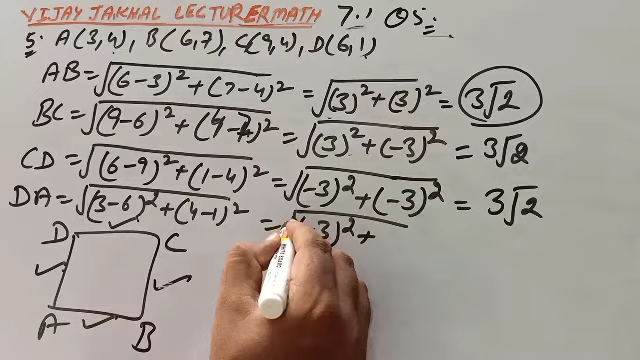 VIJAY JAKHAL LECTURER MATH 7.1 Q5:
5: A(3,4), B(6,7), C(9,4), D(6,1)
AB = √(6-3)² + (7-4)² = √(3)² + (3)² = 3√2
BC = √(9-6)² + (4-7)² = √(3)² + (-3)² = 3√2
CD = √(6-9)² + (1-4)² = √(-3)² + (-3)² = 3√2
DA = √(3-6)² + (4-1)² = √(-3)² +
D C
A B